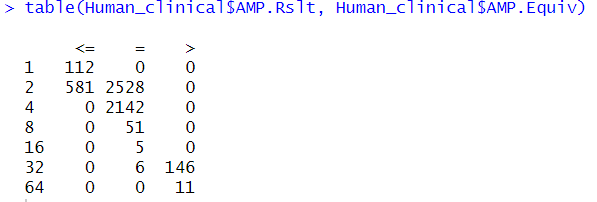 > table(Human_clinical$AMP.Rslt, Human_clinical$AMP.Equiv)
<= = >
1 112 0 0
2 581 2528 0
4 0 2142 0
8 0 51 0
16 0 5 0
32 0 6 146
64 0 0 11